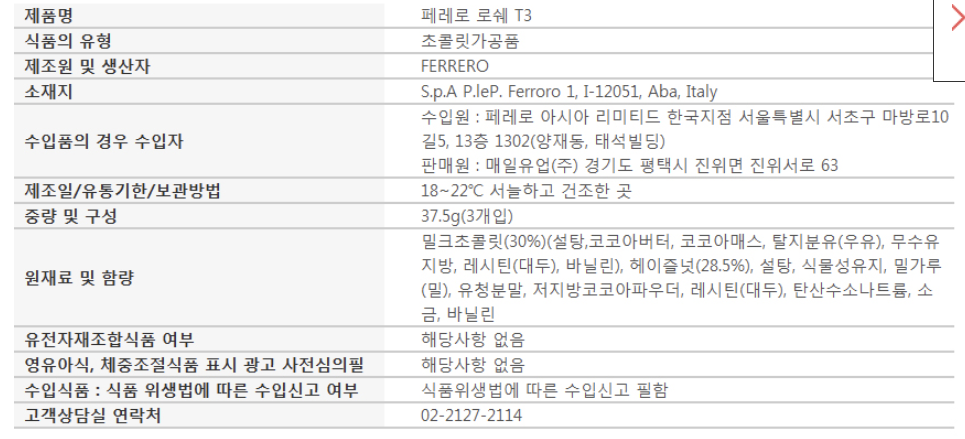 제품명 페레로 로쉐 T3
식품의 유형 초콜릿가공품
제조원 및 생산자 FERRERO
소재지 S.p.A P.leP. Ferroro 1, I-12051, Aba, Italy
수입품의 경우 수입자 수입원 : 페레로 아시아 리미티드 한국지점 서울특별시 서초구 마방로10
길5, 13층 1302(양재동, 태석빌딩)
판매원 : 매일유업(주) 경기도 평택시 진위면 진위서로 63
제조일/유통기한/보관방법 18~22℃ 서늘하고 건조한 곳
중량 및 구성 37.5g(3개입)
원재료 및 함량 밀크초콜릿(30%)(설탕,코코아버터, 코코아매스, 탈지분유(우유), 무수유
지방, 레시틴(대두), 바닐린), 헤이즐넛(28.5%), 설탕, 식물성유지, 밀가루
(밀), 유청분말, 저지방코코아파우더, 레시틴(대두), 탄산수소나트륨, 소
금, 바닐린
유전자재조합식품 여부 해당사항 없음
영유아식, 체중조절식품 표시 광고 사전심의필 해당사항 없음
수입식품 : 식품 위생법에 따른 수입신고 여부 식품위생법에 따른 수입신고 필함
고객상담실 연락처 02-2127-2114